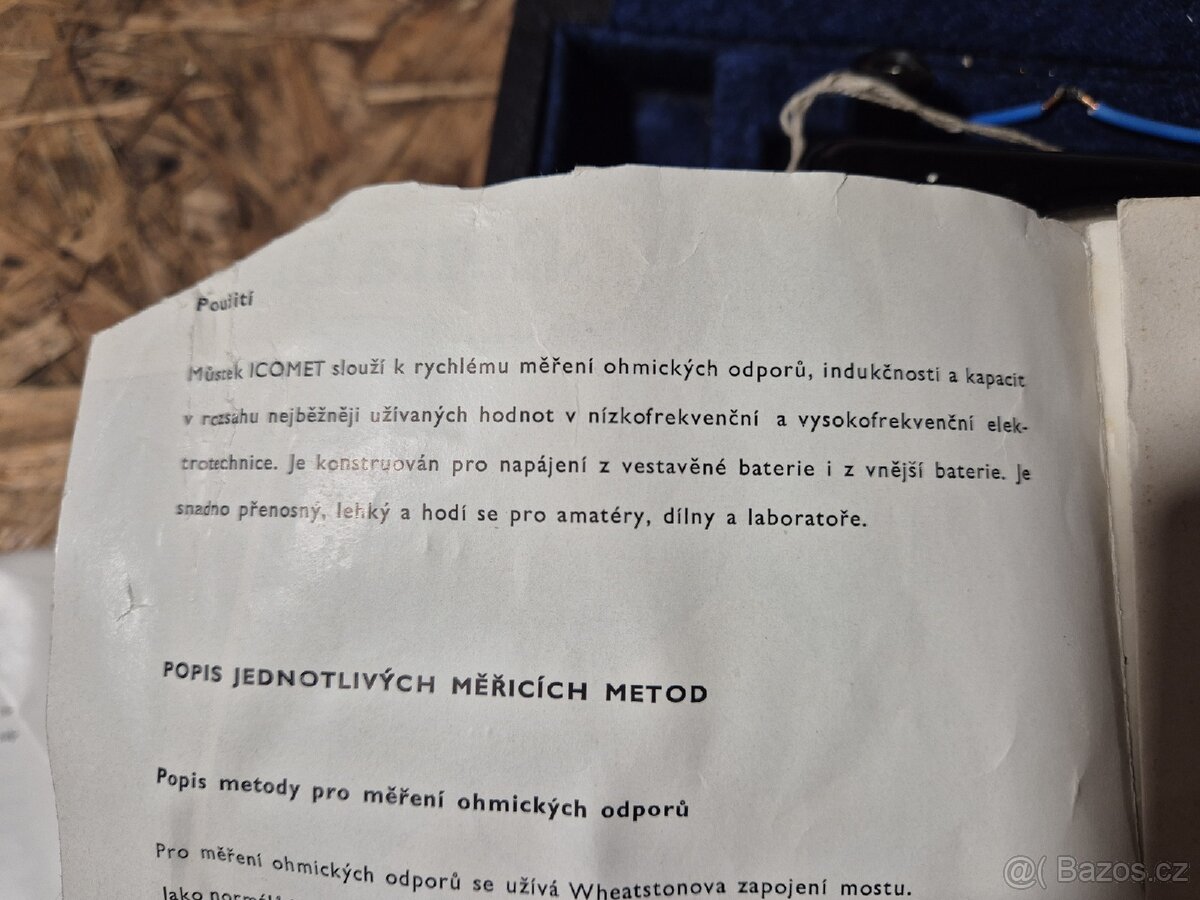 Použití
Můstek ICOMET slouží k rychlému měření ohmických odporů, indukčnosti a kapacit
v rozsahu nejběžněji užívaných hodnot v nízkofrekvenční a vysokofrekvenční elek-
trotechnice. Je konstruován pro napájení z vestavěné baterie i z vnější baterie. Je
snadno přenosný, lehký a hodí se pro amatéry, dílny a laboratoře.
POPIS JEDNOTLIVÝCH MĚŘICÍCH METOD
Popis metody pro měření ohmických odporů
Pro měření ohmických odporů se užívá Wheatstonova zapojení mostu.
Jako
@( Bazos.cz